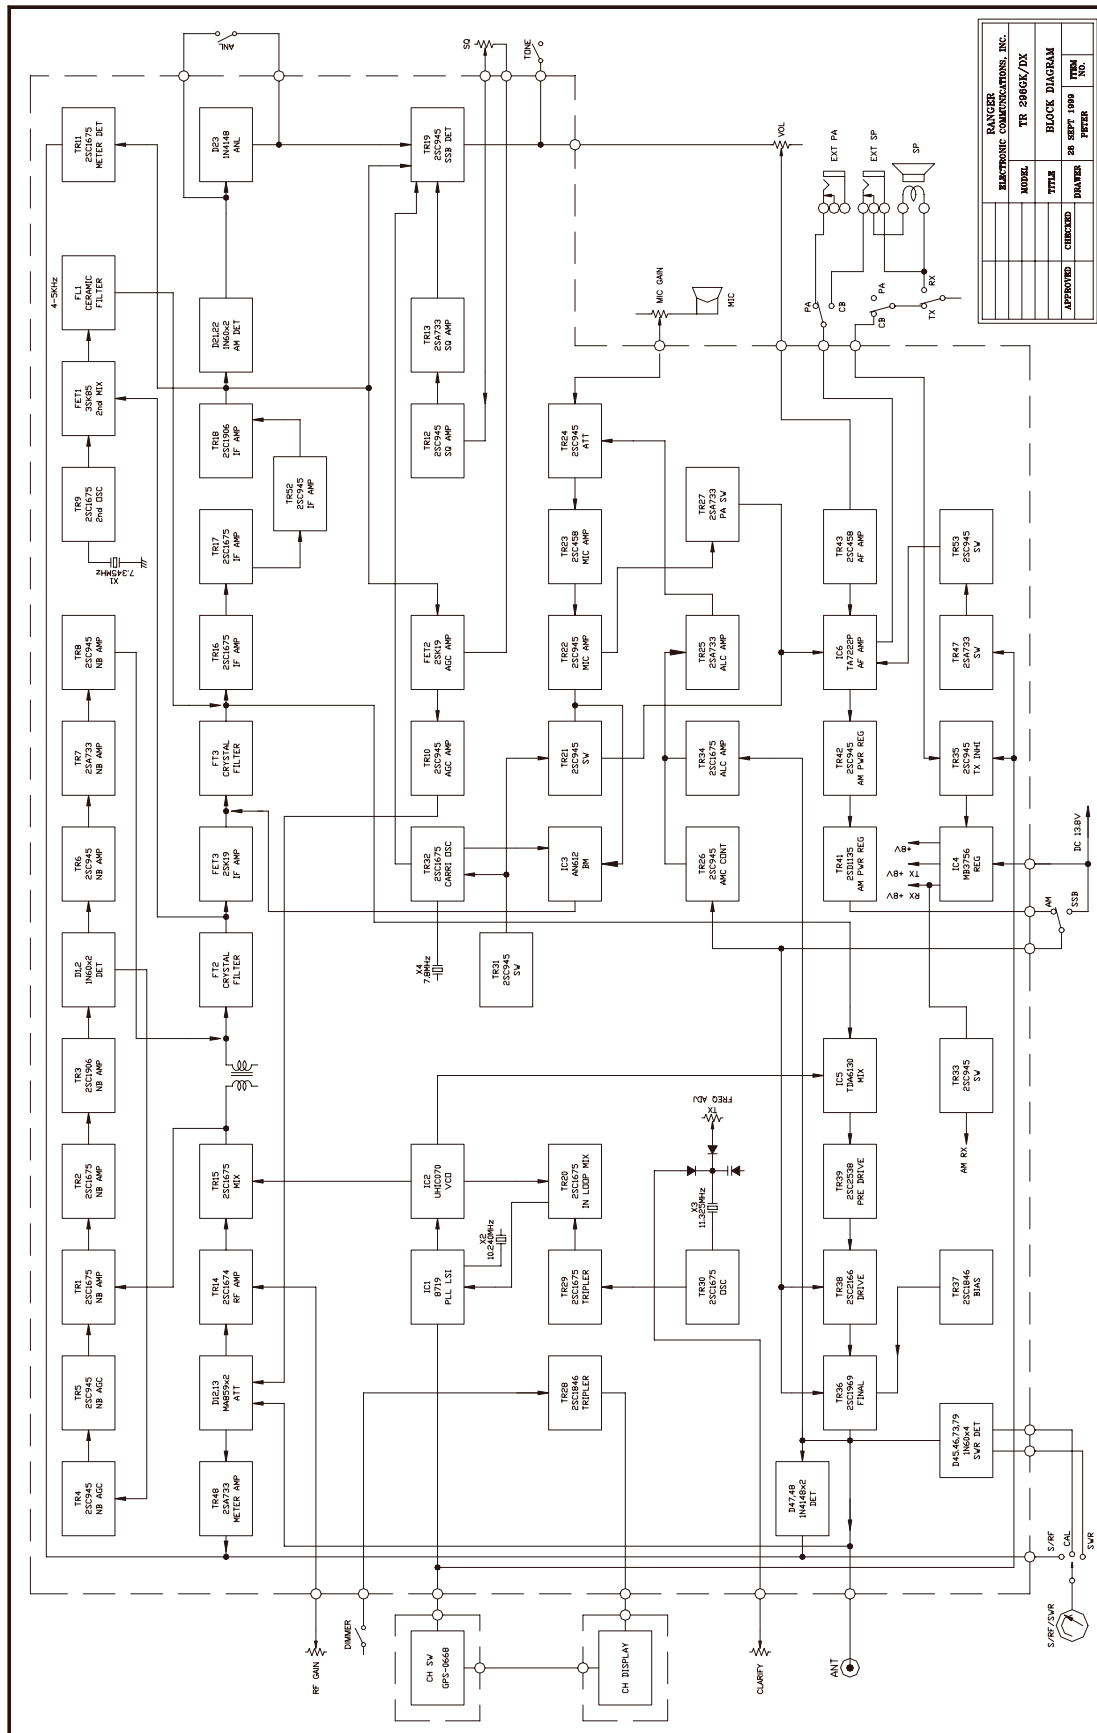 TR11
2SC1675
METER DET
D23
1N4148
ANL
ANL
SQ
TONE
TR19
2SC945
SSB DET
4-5KHz
FL1
CERAMIC
FILTER
FET1
3SK85
2nd MIX
TR9
2SC1675
2nd OSC
X1
7.345MHz
D21,22
1N60x2
AM DET
TR18
2SC1906
IF AMP
TR52
2SC945
IF AMP
TR17
2SC1675
IF AMP
TR16
2SC1675
IF AMP
FT3
CRYSTAL
FILTER
FET3
2SK19
IF AMP
FT2
CRYSTAL
FILTER
TR15
2SC1675
MIX
TR14
2SC1674
RF AMP
D12,13
MA859x2
ATT
TR48
2SA733
METER AMP
TR8
2SC945
NB AMP
TR7
2SA733
NB AMP
TR6
2SC945
NB AMP
D1,2
1N60x2
DET
TR3
2SC1906
NB AMP
TR2
2SC1675
NB AMP
TR1
2SC1675
NB AMP
TR5
2SC945
NB AGC
TR4
2SC945
NB AGC
TR13
2SA733
SQ AMP
TR12
2SC945
SQ AMP
FET2
2SK19
AGC AMP
TR10
2SC945
AGC AMP
TR32
2SC1675
CARRI OSC
X4
7.8MHz
TR31
2SC945
SW
IC2
UHIC070
VCO
IC1
8719
PLL LSI
X2
10.240MHz
TR24
2SC945
ATT
TR23
2SC458
MIC AMP
TR22
2SC945
MIC AMP
TR21
2SC945
SW
IC3
AN612
BM
TR20
2SC1675
IN LOOP MIX
TR29
2SC1675
TRIPLER
TR28
2SC1846
TRIPLER
TR27
2SA733
PA SW
TR25
2SA733
ALC AMP
TR34
2SC1675
ALC AMP
TR26
2SC945
AMC CONT
TX
FREQ ADJ
X3
11.325MHz
TR30
2SC1675
OSC
VOL
MIC GAIN
MIC
EXT PA
EXT SP
SP
PA
CB
PA
CB
RX
TX
TR43
2SC458
AF AMP
IC6
TA7222P
AF AMP
TR42
2SC945
AM PWR REG
TR41
2SD1135
AM PWR REG
IC5
TDA6130
MIX
TR39
2SC2538
PRE DRIVE
TR38
2SC2166
DRIVE
TR36
2SC1969
FINAL
D47,48
1N4148x2
DET
TR53
2SC945
SW
TR47
2SA733
SW
TR35
2SC945
TX INHI
IC4
MB3756
REG
+8V
TX +8V
RX +8V
TR33
2SC945
SW
AM RX
TR37
2SC1846
BIAS
D45,46,73,79
1N60x4
SWR DET
DC 13.8V
AM
SSB
S/RF
CAL
SWR
S/RF/SWR
RF GAIN
DIMMER
CH SW
GPS-0668
CH DISPLAY
CLARIFY
ANT
RANGER
ELECTRONIC COMMUNICATIONS, INC.
MODEL
TR 296GK/DX
TITLE
BLOCK DIAGRAM
APPROVED
CHECKED
DRAWER
28 SEPT 1999
PETER
ITEM
NO.